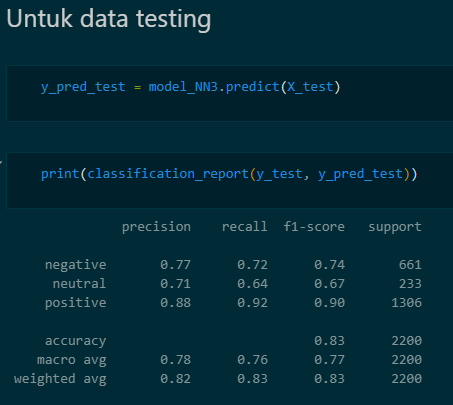 Untuk data testing
y_pred_test = model_NN3.predict(X_test)
print(classification_report(y_test, y_pred_test))
precision recall f1-score support
negative 0.77 0.72 0.74 661
neutral 0.71 0.64 0.67 233
positive 0.88 0.92 0.90 1306
accuracy 0.83 2200
macro avg 0.78 0.76 0.77 2200
weighted avg 0.82 0.83 0.83 2200